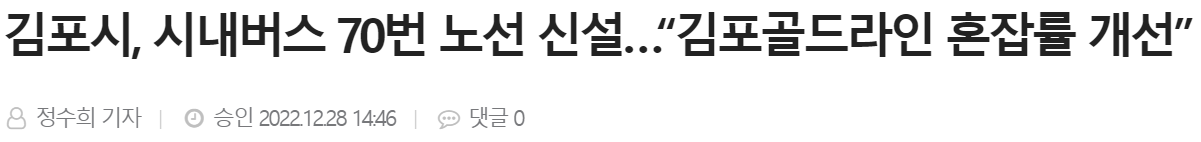 김포시, 시내버스 70번 노선 신설…“김포골드라인 혼잡률 개선”
정수희 기자 | 승인 2022.12.28 14:46 | 댓글 0